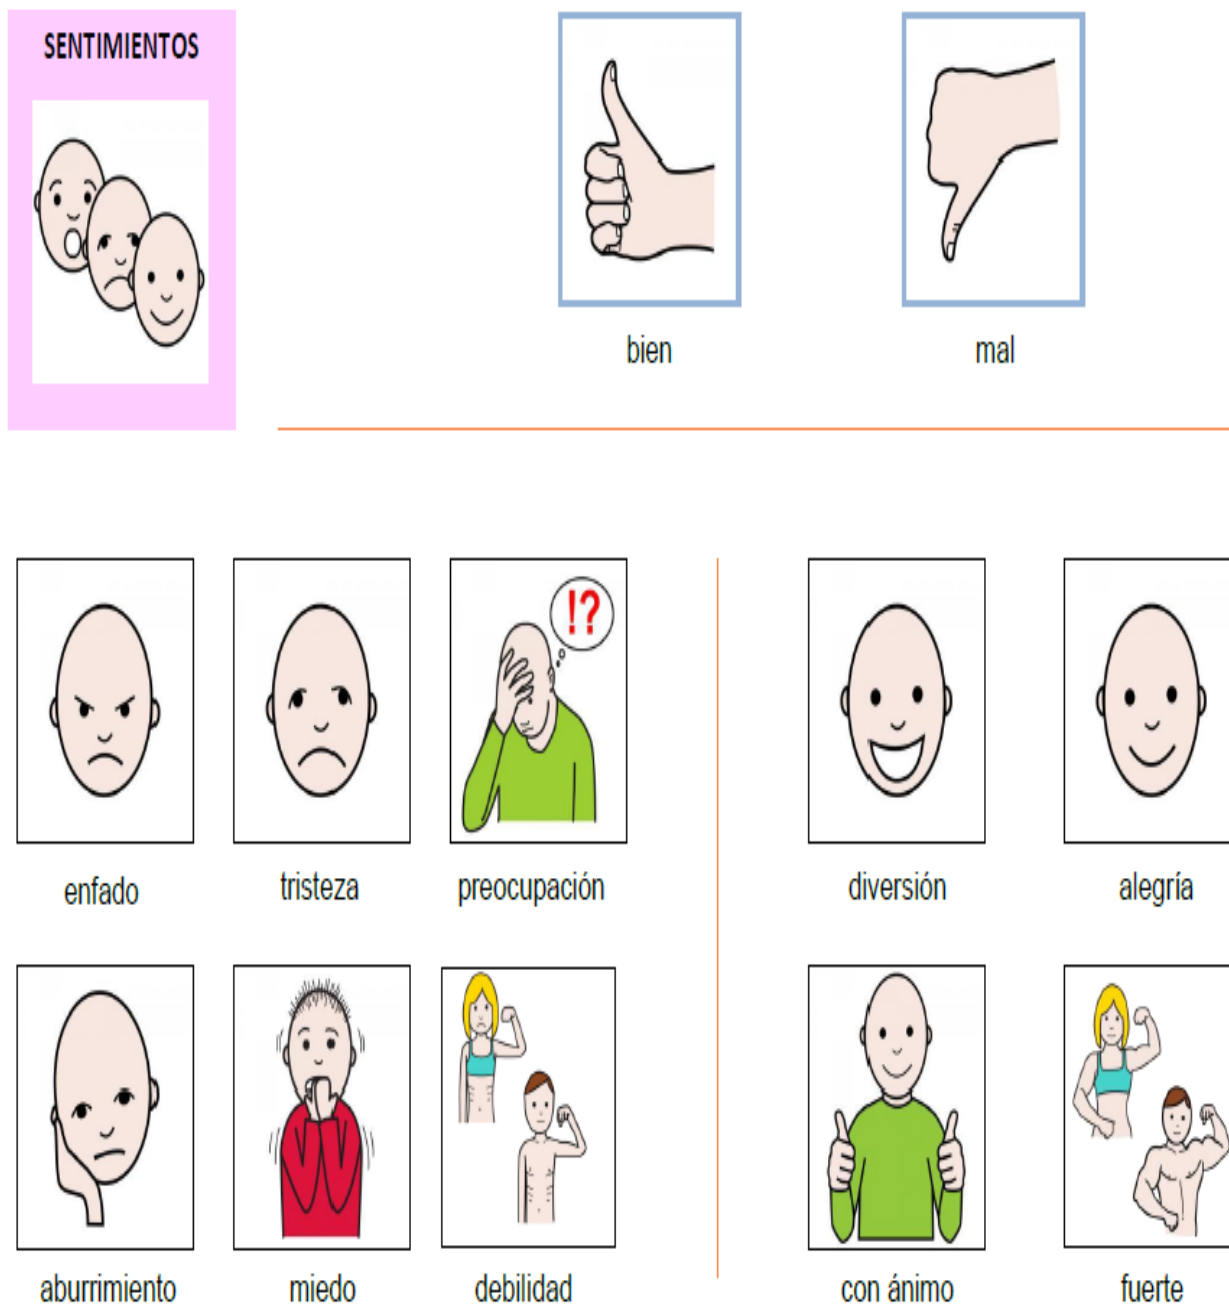 SENTIMIENTOS
bien mal
!?
enfado tristeza preocupación diversión alegría
aburrimiento miedo debilidad con ánimo fuerte